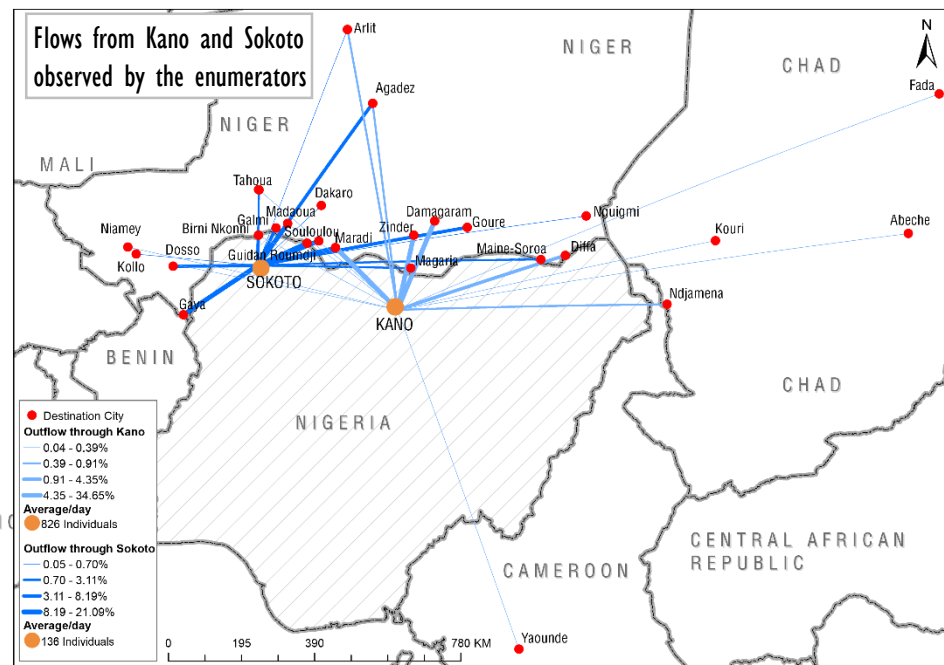 Flows from Kano and Sokoto
observed by the enumerators
Arlit
N
NIGER
CHAD
Fada
Agadez
NIGER
MALI
Tahoua
Dakaro
Madaoua
Galmi
Damagaram
Nguigmi
Birni Nkonni
Souloulou
Zinder
Goure
Abeche
Niamey
Kouri
Dosso
Maradi
Maine-Soroa
Diffa
Kollo
Guidan Roumdji
Magaria
SOKOTO
Gaya
Ndjamena
KANO
BENIN
CHAD
NIGERIA
Destination City
Outflow through Kano
0.04 - 0.39%
0.39 - 0.91%
0.91 - 4.35%
4.35 - 34.65%
Average/day
826 Individuals
Outflow through Sokoto
0.05 - 0.70%
0.70 - 3.11%
3.11 - 8.19%
8.19 - 21.09%
Average/day
136 Individuals
CENTRAL AFRICAN
REPUBLIC
CAMEROON
0 195 390 780 KM
Yaounde